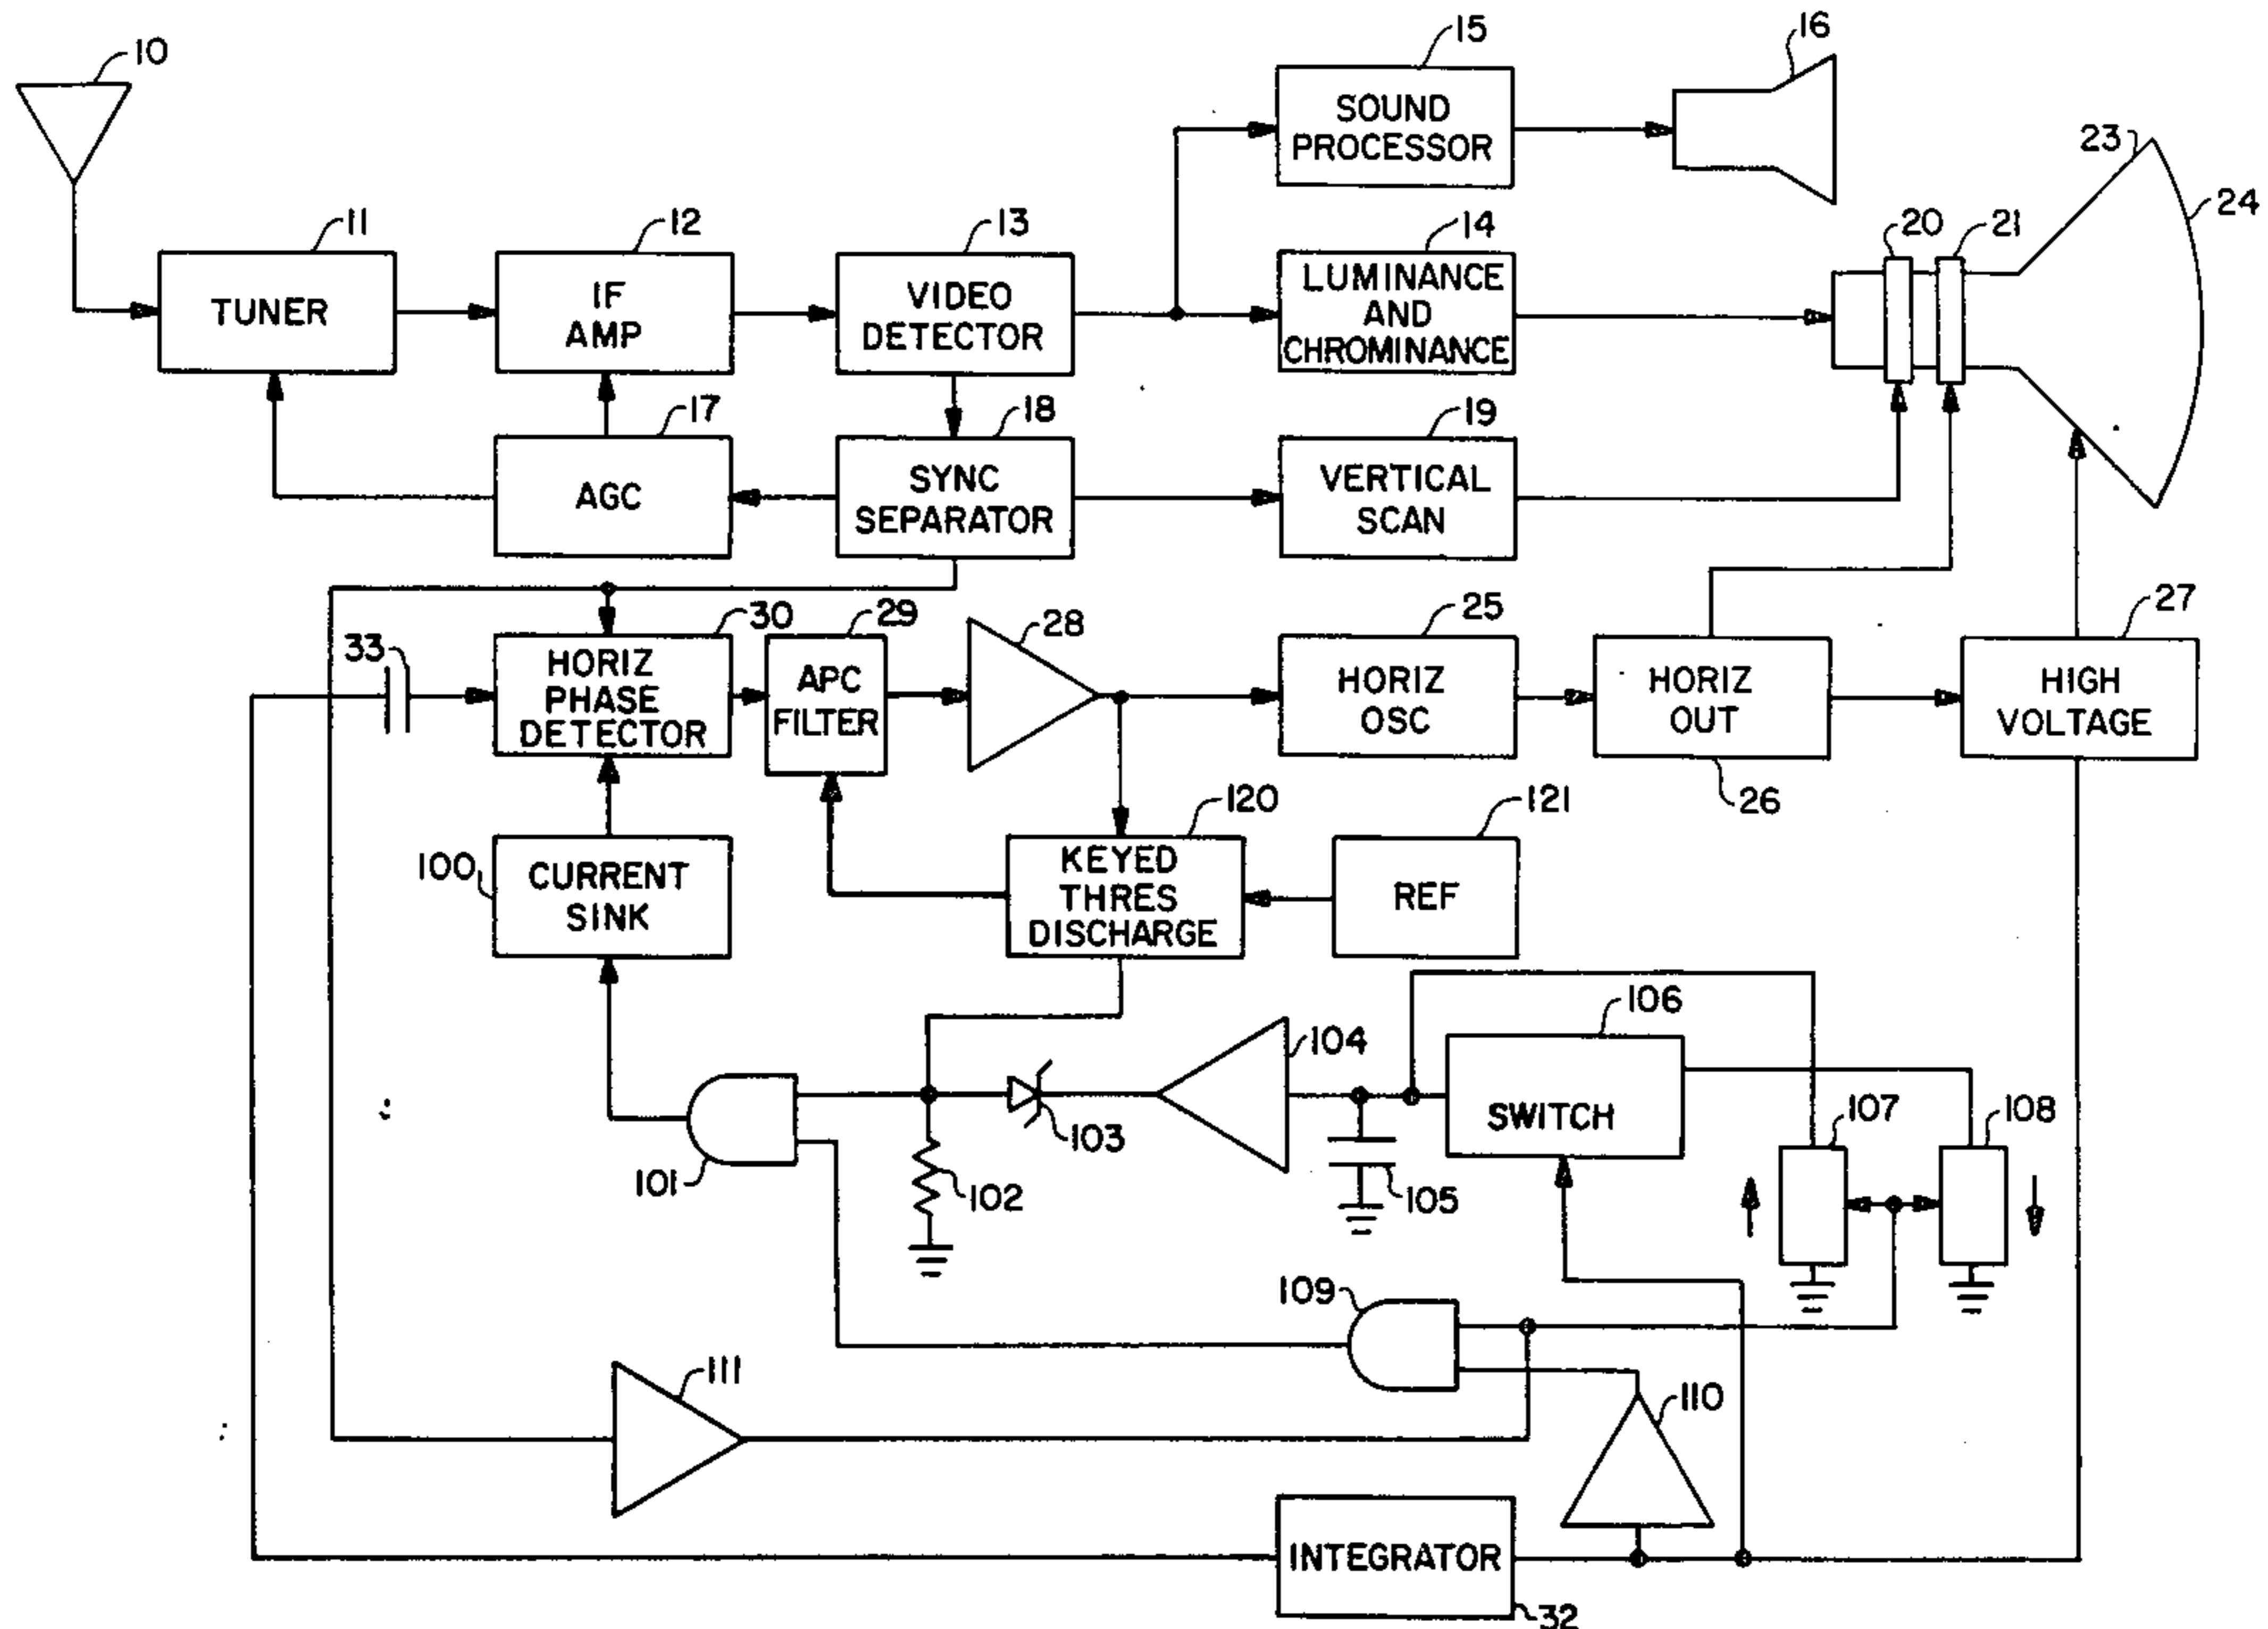 10
15
16
SOUND
PROCESSOR
23
24
11
12
13
14
20
21
TUNER
IF
AMP
VIDEO
DETECTOR
LUMINANCE
AND
CHROMINANCE
17
18
19
AGC
SYNC
SEPARATOR
VERTICAL
SCAN
33
30
29
28
25
27
HORIZ
PHASE
DETECTOR
APC
FILTER
HORIZ
OSC
HORIZ
OUT
HIGH
VOLTAGE
26
120
121
100
CURRENT
SINK
KEYED
THRES
DISCHARGE
REF
106
104
SWITCH
103
107
108
101
102
105
109
111
110
INTEGRATOR
32